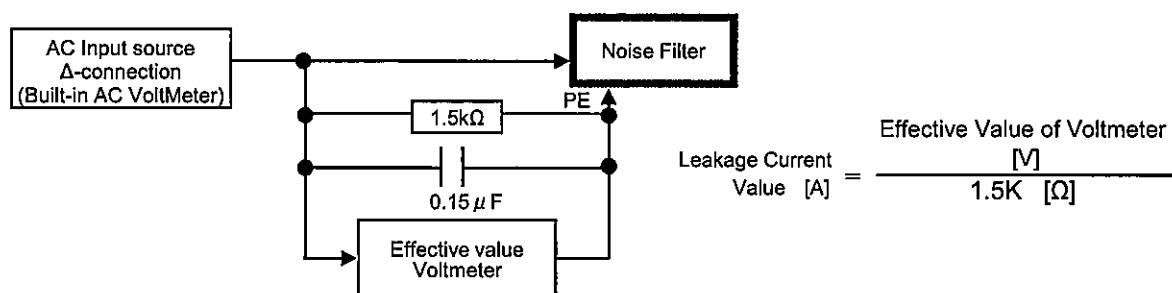 AC Input source
Δ-connection
(Built-in AC VoltMeter)
Noise Filter
PE
1.5kΩ
0.15μF
Effective value
Voltmeter
Leakage Current
Value [A]
=
Effective Value of Voltmeter
[V]
1.5K [Ω]